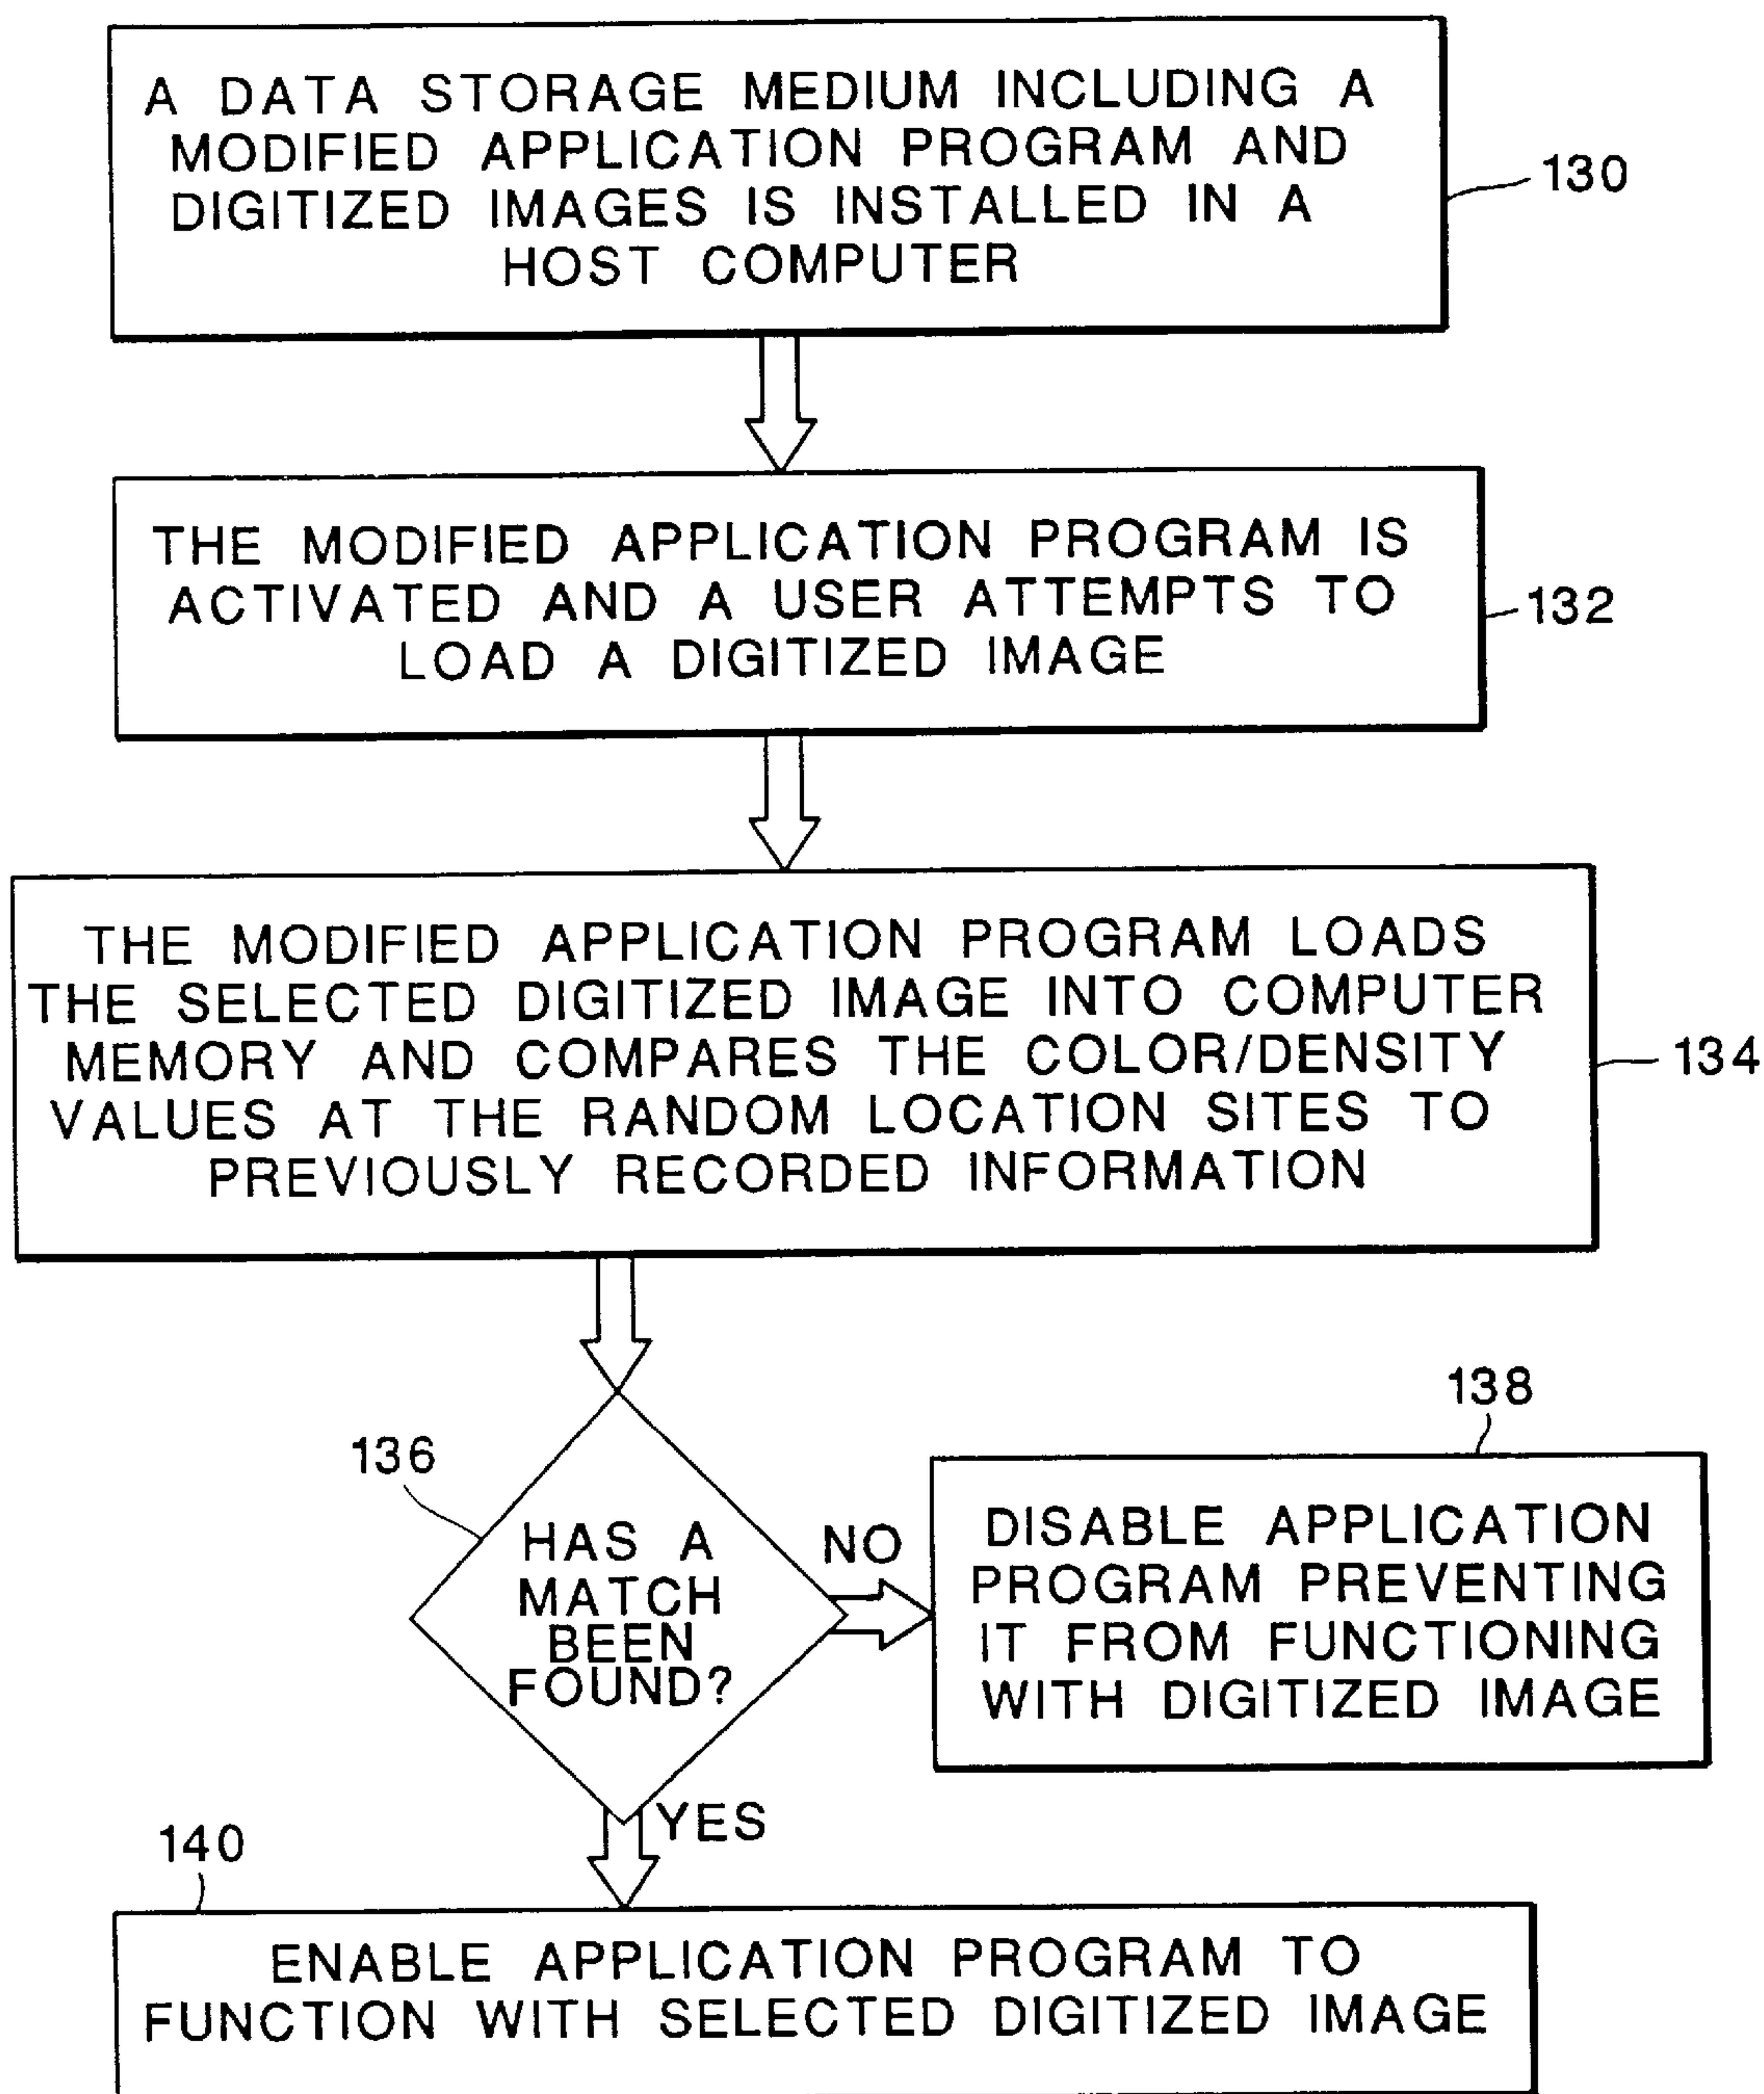 A DATA STORAGE MEDIUM INCLUDING A
MODIFIED APPLICATION PROGRAM AND
DIGITIZED IMAGES IS INSTALLED IN A
HOST COMPUTER
130
THE MODIFIED APPLICATION PROGRAM IS
ACTIVATED AND A USER ATTEMPTS TO
LOAD A DIGITIZED IMAGE
132
THE MODIFIED APPLICATION PROGRAM LOADS
THE SELECTED DIGITIZED IMAGE INTO COMPUTER
MEMORY AND COMPARES THE COLOR/DENSITY
VALUES AT THE RANDOM LOCATION SITES TO
PREVIOUSLY RECORDED INFORMATION
134
136
HAS A
MATCH
BEEN
FOUND?
NO
138
DISABLE APPLICATION
PROGRAM PREVENTING
IT FROM FUNCTIONING
WITH DIGITIZED IMAGE
YES
140
ENABLE APPLICATION PROGRAM TO
FUNCTION WITH SELECTED DIGITIZED IMAGE